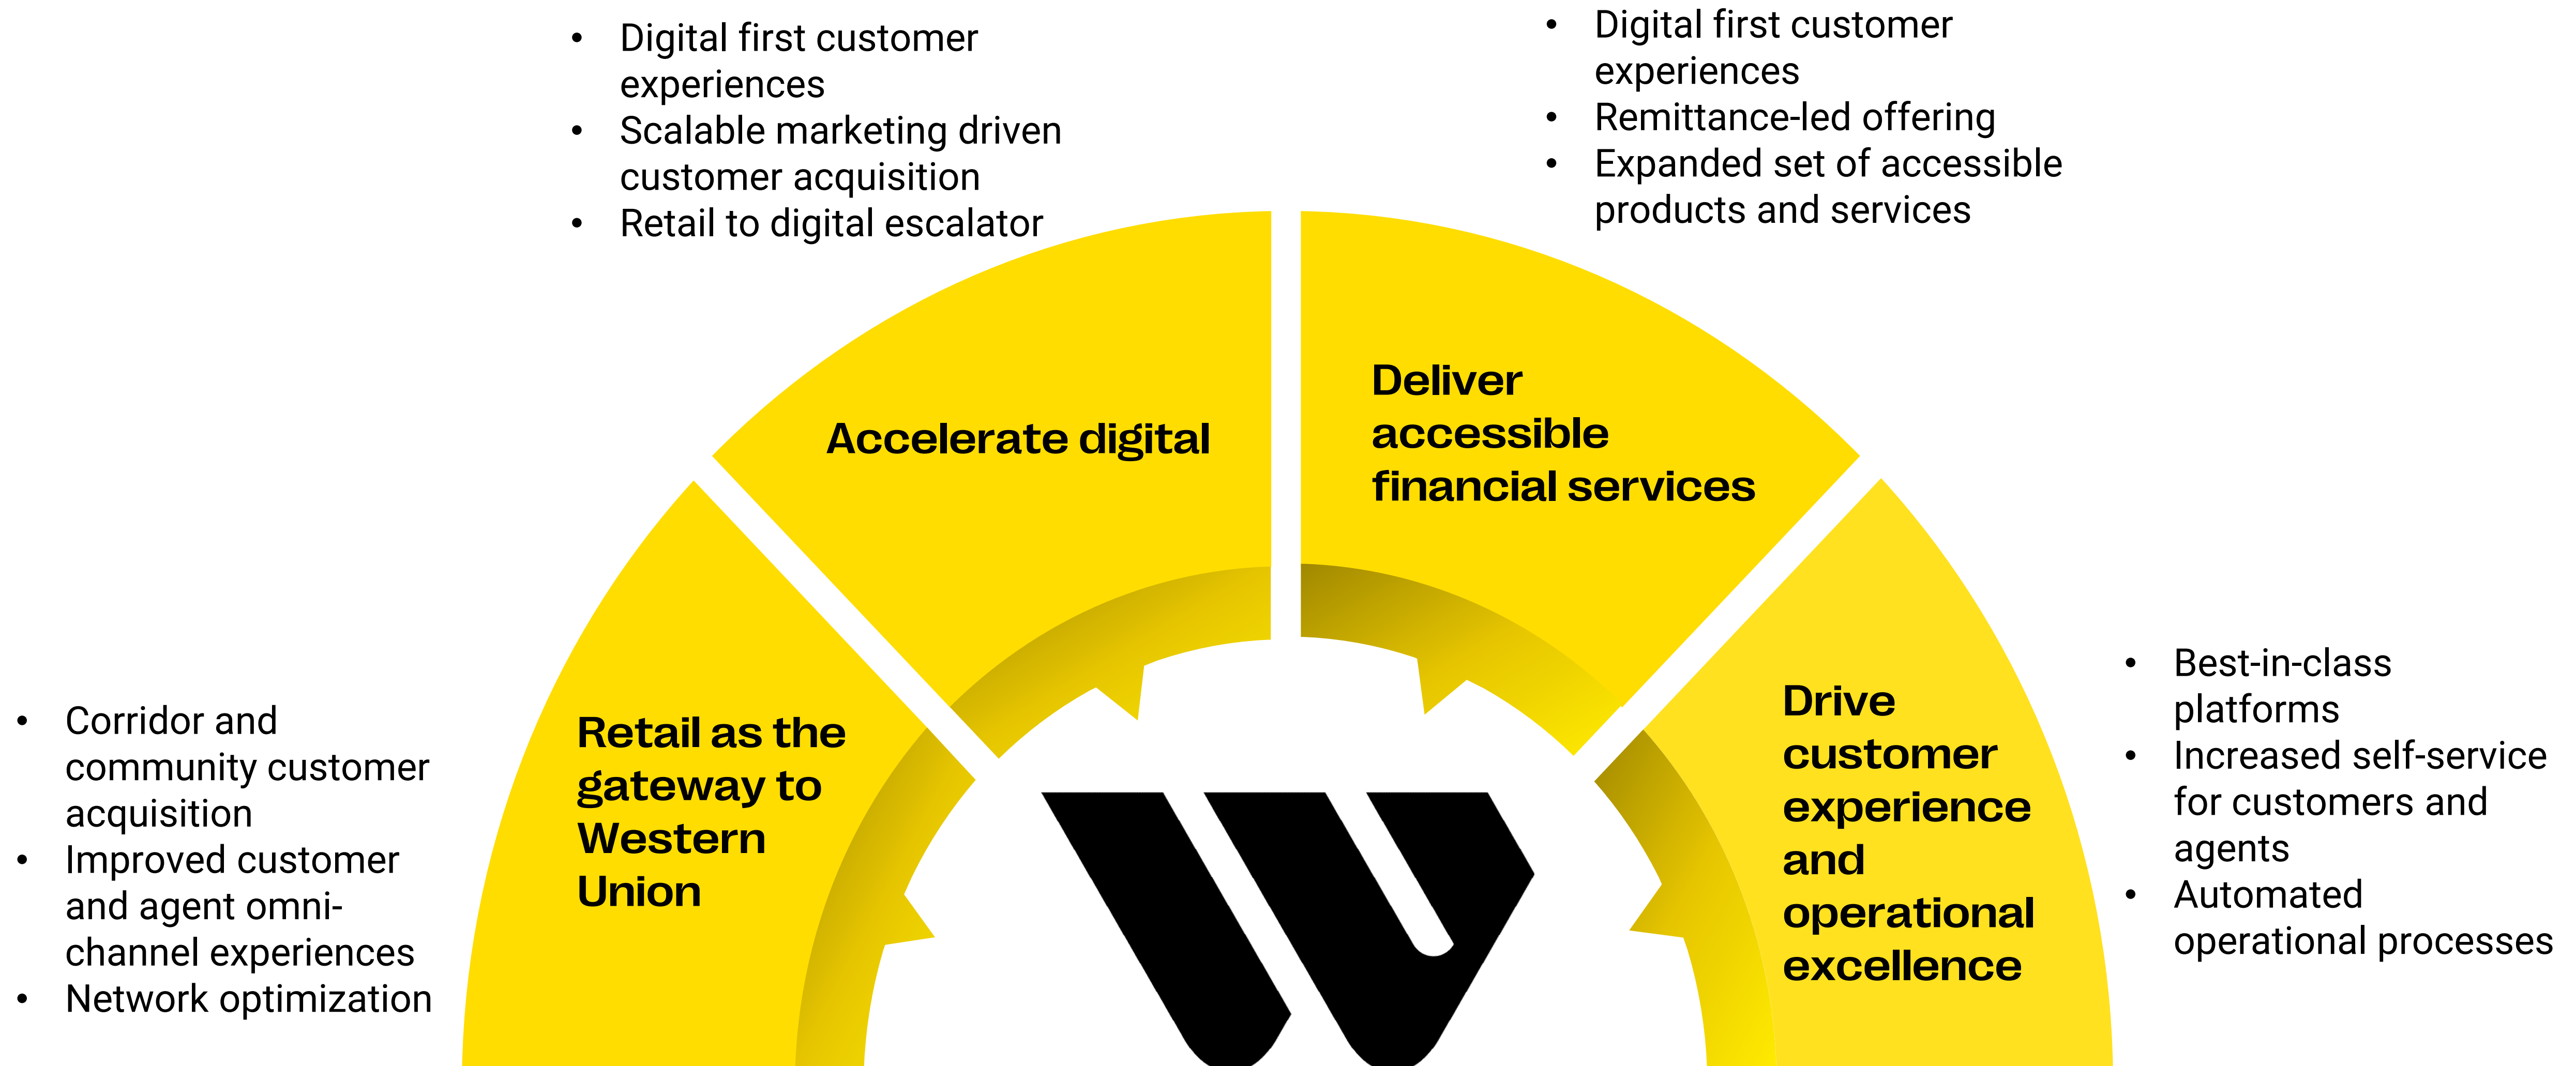 • Digital first customer
experiences
• Scalable marketing driven
customer acquisition
• Retail to digital escalator
• Digital first customer
experiences
• Remittance-led offering
• Expanded set of accessible
products and services
Accelerate digital
Deliver
accessible
financial services
Retail as the
gateway to
Western
Union
Drive
customer
experience
and
operational
excellence
• Corridor and
community customer
acquisition
• Improved customer
and agent omni-
channel experiences
• Network optimization
• Best-in-class
platforms
• Increased self-service
for customers and
agents
• Automated
operational processes